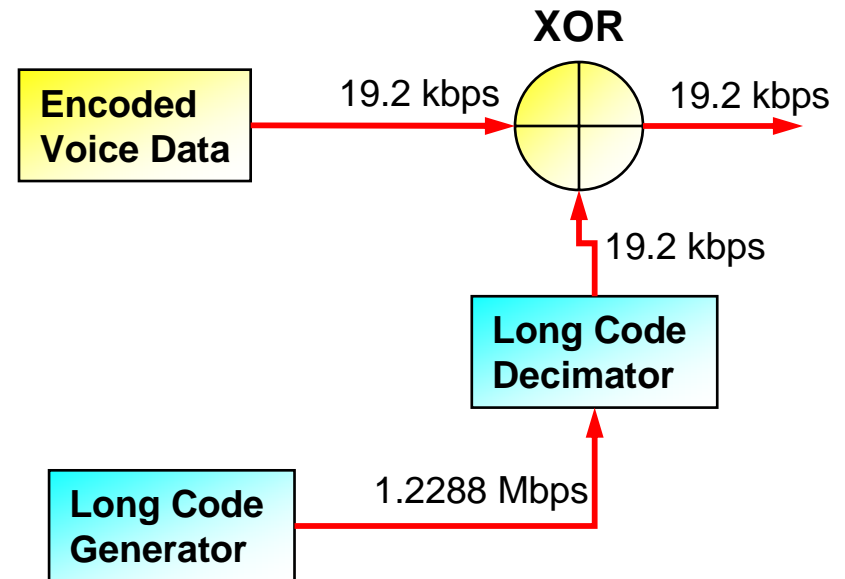 XOR
Encoded
Voice Data
19.2 kbps
19.2 kbps
19.2 kbps
Long Code
Decimator
1.2288 Mbps
Long Code
Generator